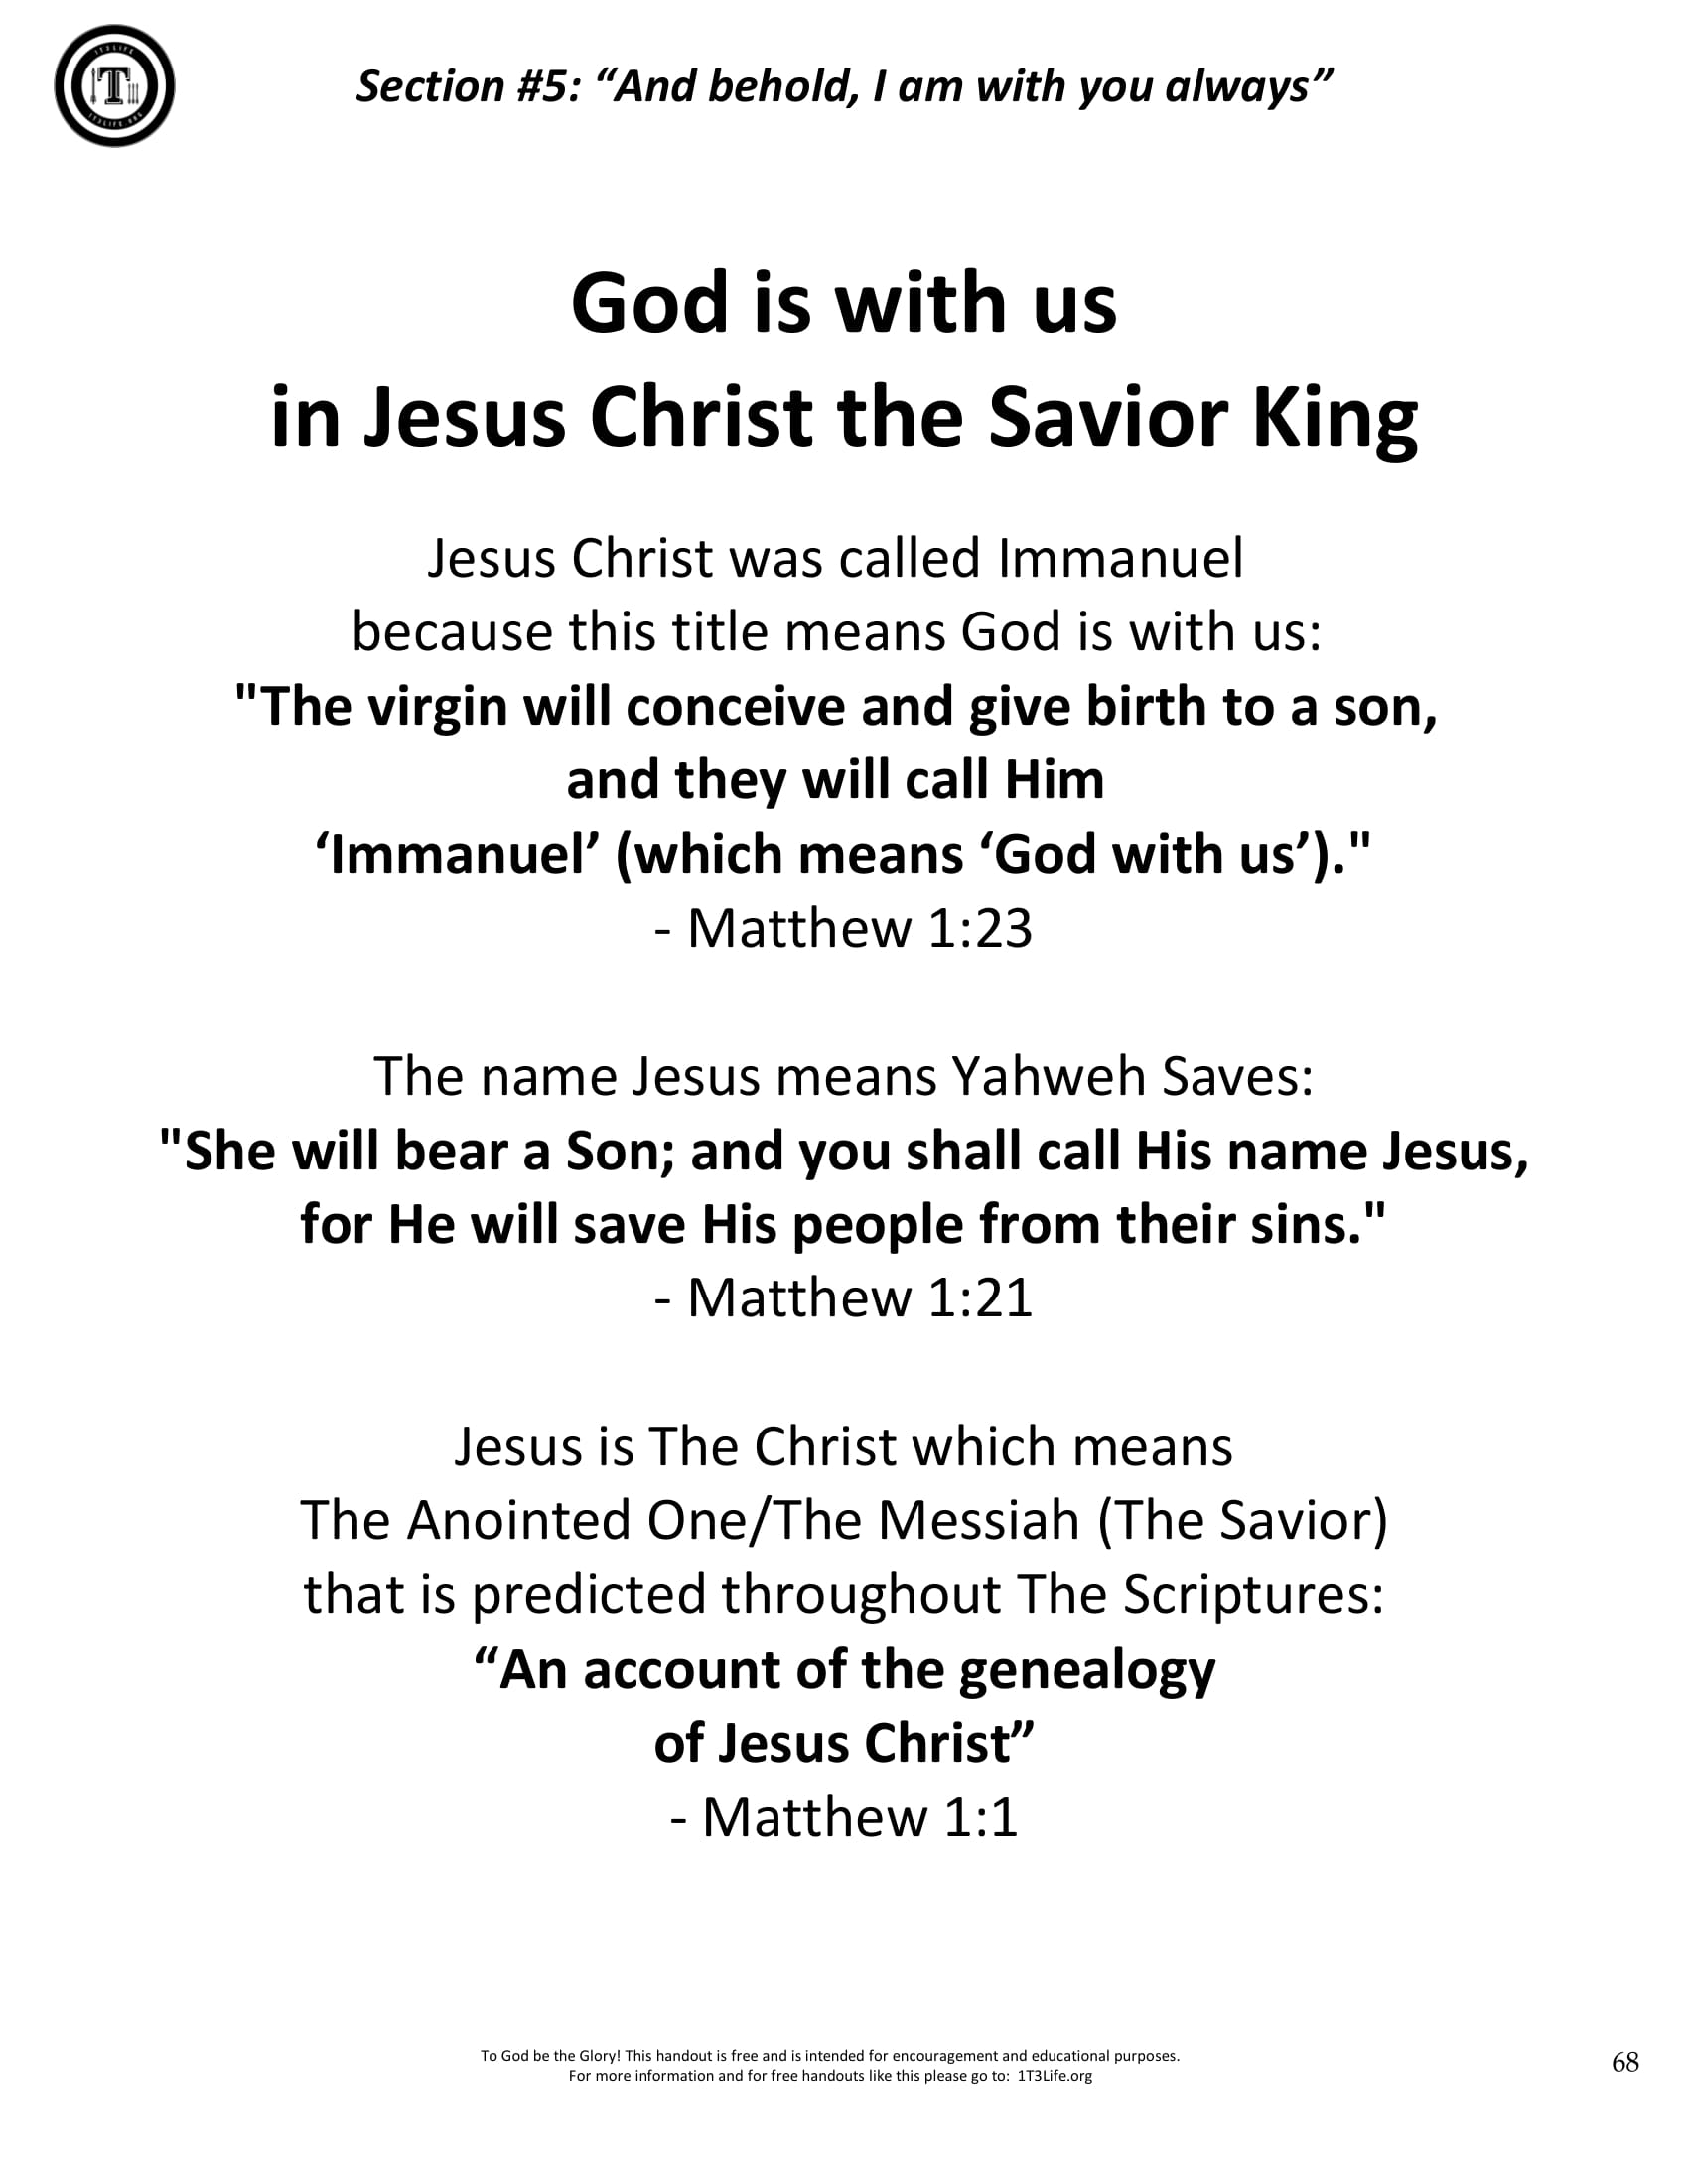 1T3LIFE
T
1T3LIFE.ORG
Section #5: “And behold, I am with you always”
God is with us
in Jesus Christ the Savior King
Jesus Christ was called Immanuel
because this title means God is with us:
"The virgin will conceive and give birth to a son,
and they will call Him
‘Immanuel’ (which means ‘God with us’)."
- Matthew 1:23
The name Jesus means Yahweh Saves:
"She will bear a Son; and you shall call His name Jesus,
for He will save His people from their sins."
- Matthew 1:21
Jesus is The Christ which means
The Anointed One/The Messiah (The Savior)
that is predicted throughout The Scriptures:
“An account of the genealogy
of Jesus Christ”
- Matthew 1:1
To God be the Glory! This handout is free and is intended for encouragement and educational purposes.
For more information and for free handouts like this please go to:  1T3Life.org
68